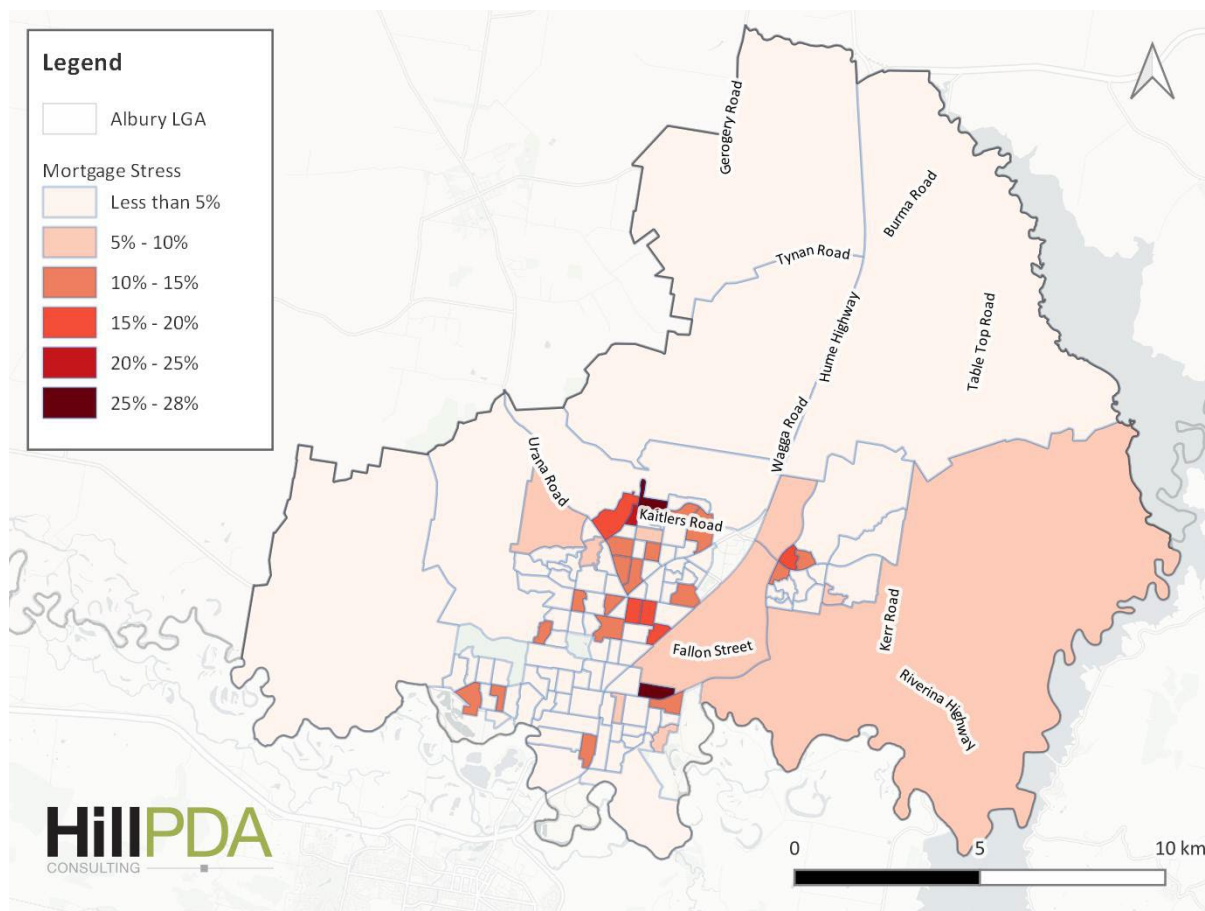 Legend
Albury LGA
Mortgage Stress
Less than 5%
5% - 10%
10% - 15%
15% - 20%
20% - 25%
25% - 28%
Gerogery Road
Burma Road
Tynan Road
Hume Highway
Table Top Road
Wagga Road
Urana Road
Kaitlers Road
Fallon Street
Kerr Road
Riverina Highway
HillPDA
CONSULTING
0 5 10 km